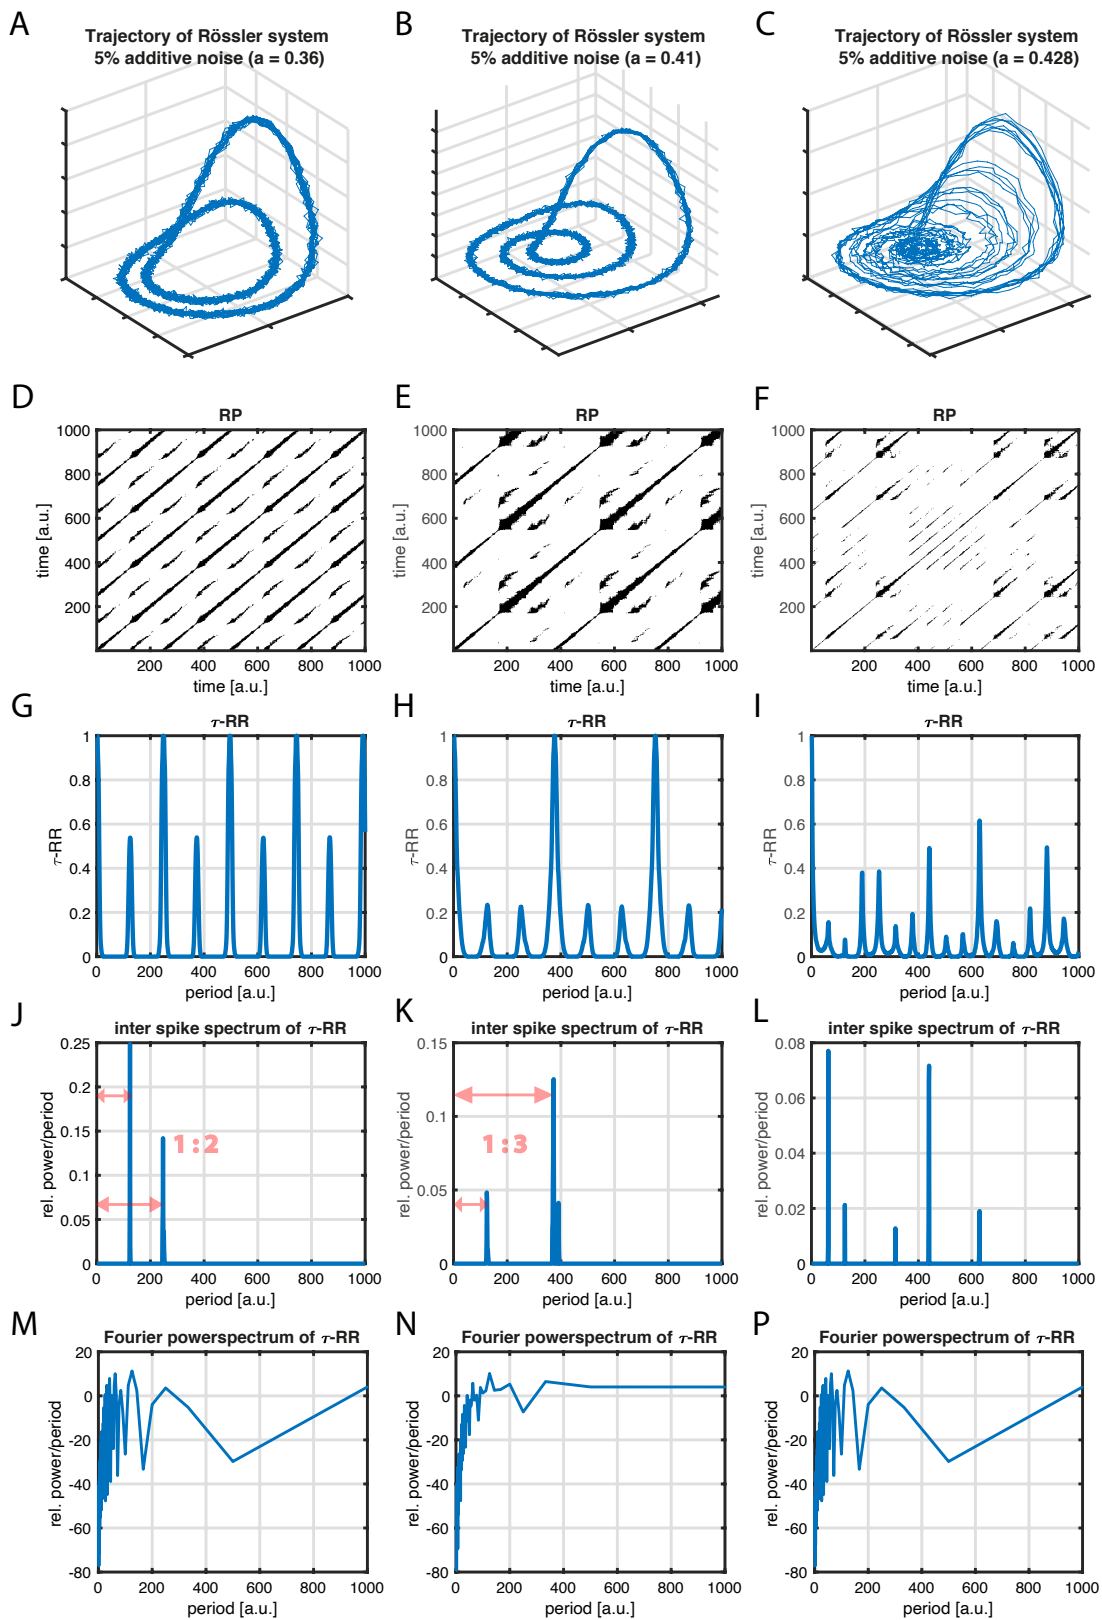 A
Trajectory of Rössler system
5% additive noise (a = 0.36)
B
Trajectory of Rössler system
5% additive noise (a = 0.41)
C
Trajectory of Rössler system
5% additive noise (a = 0.428)
D
RP
1000
800
600
400
200
time [a.u.]
200 400 600 800 1000
time [a.u.]
E
RP
1000
800
600
400
200
time [a.u.]
200 400 600 800 1000
time [a.u.]
F
RP
1000
800
600
400
200
time [a.u.]
200 400 600 800 1000
time [a.u.]
G
τ-RR
1
0.8
0.6
0.4
0.2
0
τ-RR
0 200 400 600 800 1000
period [a.u.]
H
τ-RR
1
0.8
0.6
0.4
0.2
0
τ-RR
0 200 400 600 800 1000
period [a.u.]
I
τ-RR
1
0.8
0.6
0.4
0.2
0
τ-RR
0 200 400 600 800 1000
period [a.u.]
J
inter spike spectrum of τ-RR
0.25
0.2
0.15
0.1
0.05
0
rel. power/period
1:2
0 200 400 600 800 1000
period [a.u.]
K
inter spike spectrum of τ-RR
0.15
0.1
0.05
0
rel. power/period
1:3
0 200 400 600 800 1000
period [a.u.]
L
inter spike spectrum of τ-RR
0.08
0.06
0.04
0.02
0
rel. power/period
0 200 400 600 800 1000
period [a.u.]
M
Fourier powerspectrum of τ-RR
20
0
-20
-40
-60
-80
rel. power/period
0 200 400 600 800 1000
period [a.u.]
N
Fourier powerspectrum of τ-RR
20
0
-20
-40
-60
-80
rel. power/period
0 200 400 600 800 1000
period [a.u.]
P
Fourier powerspectrum of τ-RR
20
0
-20
-40
-60
-80
rel. power/period
0 200 400 600 800 1000
period [a.u.]